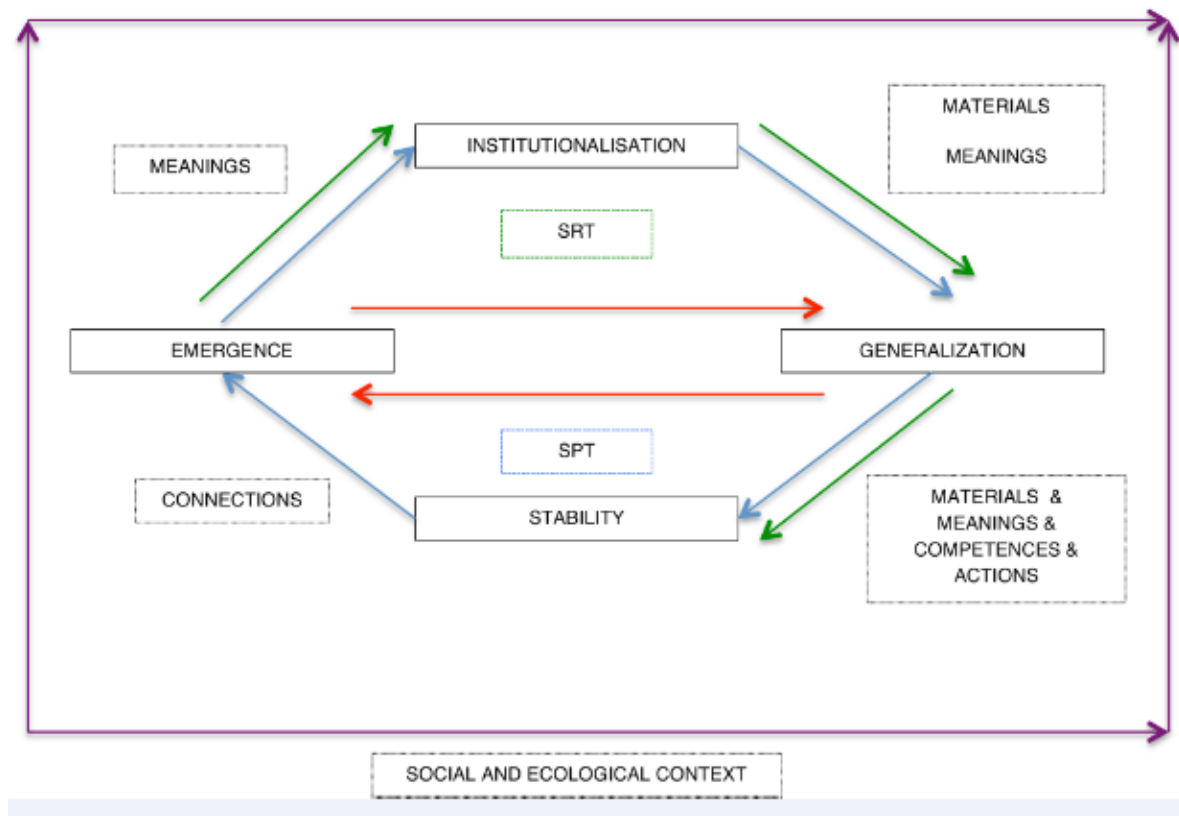 MATERIALS
MEANINGS
INSTITUTIONALISATION
MEANINGS
SRT
EMERGENCE
GENERALIZATION
SPT
CONNECTIONS
STABILITY
MATERIALS & 
MEANINGS &
COMPETENCES &
ACTIONS
SOCIAL AND ECOLOGICAL CONTEXT